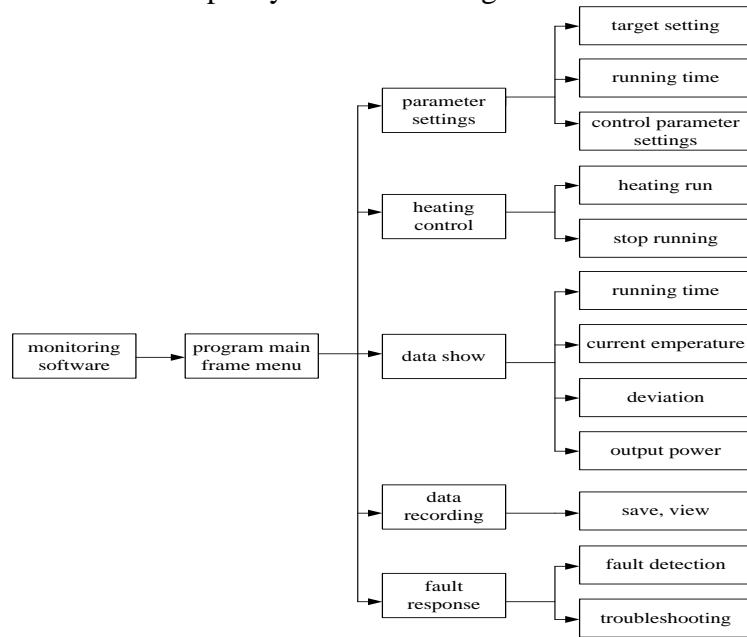 target setting
running time
parameter
settings
control parameter
settings
heating run
heating
control
stop running
running time
monitoring
software
program main
frame menu
data show
current emperature
deviation
output power
data
recording
save, view
fault detection
fault
response
troubleshooting